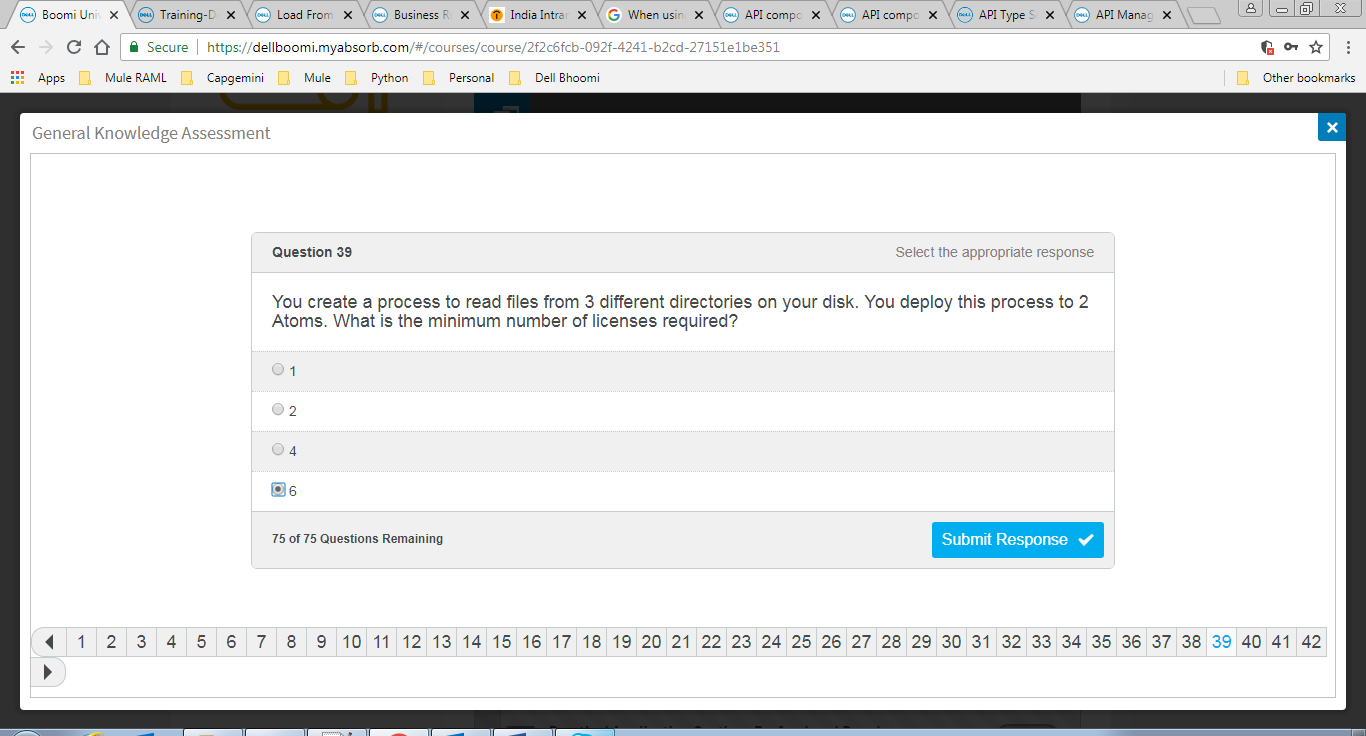 Boomi Univ
Training-D
Load From
Business R
India Intran
When usin
API compo
API compo
API Type S
API Manag
Secure
https://dellboomi.myabsorb.com/#/courses/course/2f2c6fcb-092f-4241-b2cd-27151e1be351
Apps Mule RAML Capgemini Mule Python Personal Dell Bhoomi Other bookmarks
General Knowledge Assessment
Question 39 Select the appropriate response
You create a process to read files from 3 different directories on your disk. You deploy this process to 2
Atoms. What is the minimum number of licenses required?
1
2
4
6
75 of 75 Questions Remaining Submit Response
1 2 3 4 5 6 7 8 9 10 11 12 13 14 15 16 17 18 19 20 21 22 23 24 25 26 27 28 29 30 31 32 33 34 35 36 37 38 39 40 41 42